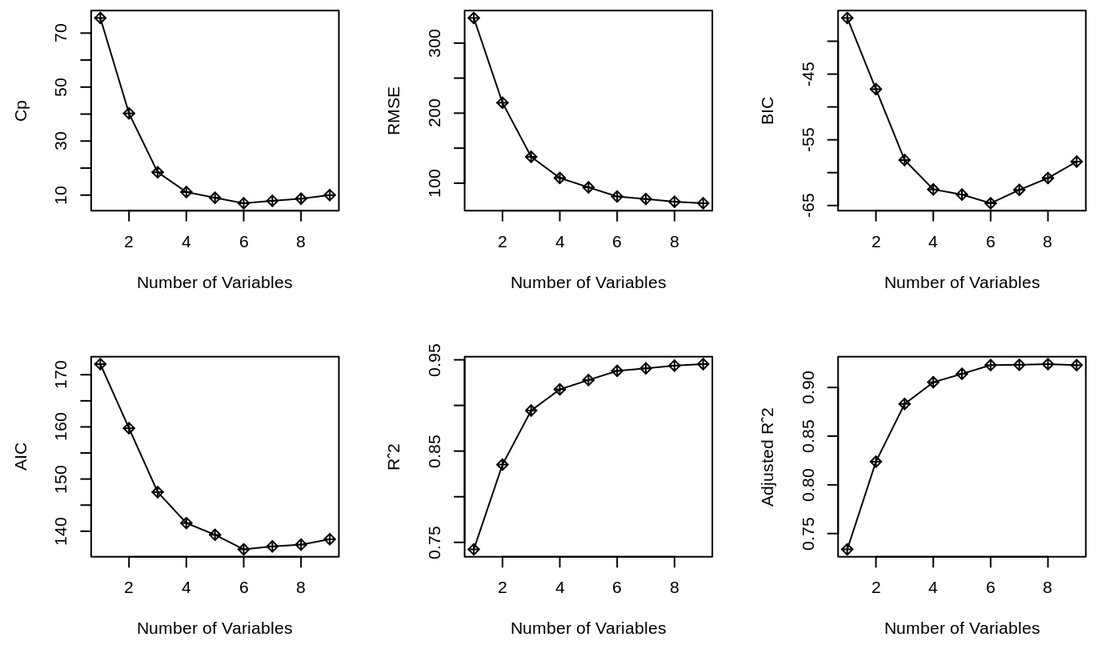 Cp
10 30 50 70
2 4 6 8
Number of Variables
RMSE
100 200 300
2 4 6 8
Number of Variables
BIC
-65 -55 -45
2 4 6 8
Number of Variables
AIC
140 150 160 170
2 4 6 8
Number of Variables
Rˆ2
0.75 0.85 0.95
2 4 6 8
Number of Variables
Adjusted Rˆ2
0.75 0.80 0.85 0.90
2 4 6 8
Number of Variables